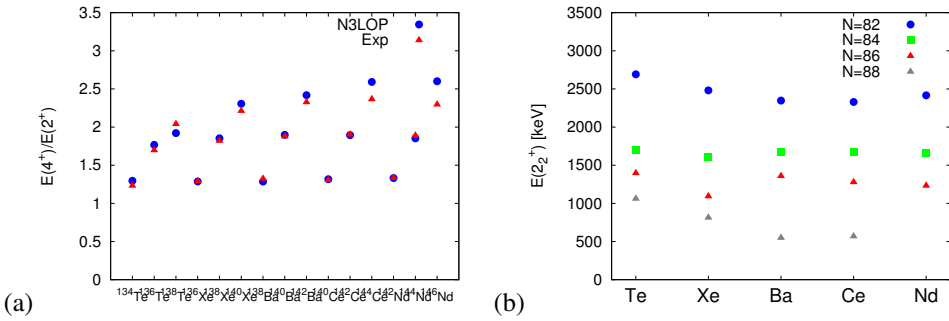 N3LOP
Exp
E(4⁺)/E(2⁺)
3.5
3
2.5
2
1.5
1
0.5
0
¹³⁴Te ¹³⁶Te ¹³⁸Te ¹³⁶Xe ¹³⁸Xe ¹⁴⁰Xe ¹³⁸Ba ¹⁴⁰Ba ¹⁴²Ba ¹⁴⁰Ce ¹⁴²Ce ¹⁴⁴Ce ¹⁴²Nd ¹⁴⁴Nd ¹⁴⁶Nd
(a)
N=82
N=84
N=86
N=88
E(2₂⁺) [keV]
3500
3000
2500
2000
1500
1000
500
0
Te Xe Ba Ce Nd
(b)